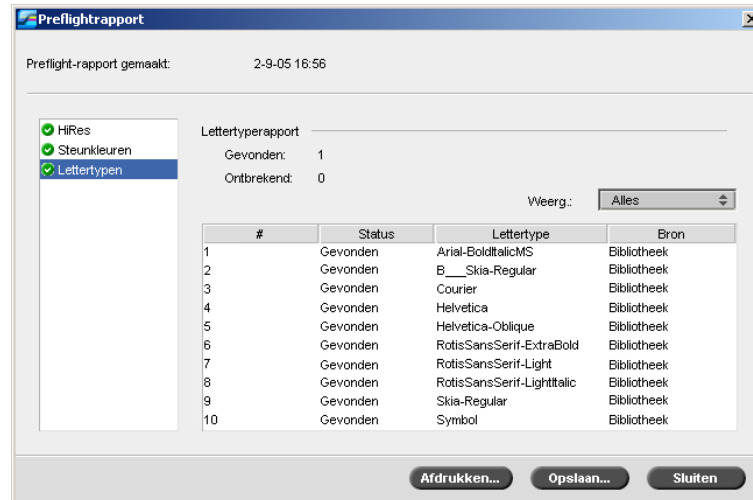 Preflightrapport
Preflight-rapport gemaakt: 2-9-05 16:56
HiRes
Steunkleuren
Lettertypen
Lettertyperapport
Gevonden: 1
Ontbrekend: 0
Weerg.: Alles
# Status Lettertype Bron
1 Gevonden Arial-BoldItalicMS Bibliotheek
2 Gevonden B___Skia-Regular Bibliotheek
3 Gevonden Courier Bibliotheek
4 Gevonden Helvetica Bibliotheek
5 Gevonden Helvetica-Oblique Bibliotheek
6 Gevonden RotisSansSerif-ExtraBold Bibliotheek
7 Gevonden RotisSansSerif-Light Bibliotheek
8 Gevonden RotisSansSerif-LightItalic Bibliotheek
9 Gevonden Skia-Regular Bibliotheek
10 Gevonden Symbol Bibliotheek
Afdrukken... Opslaan... Sluiten